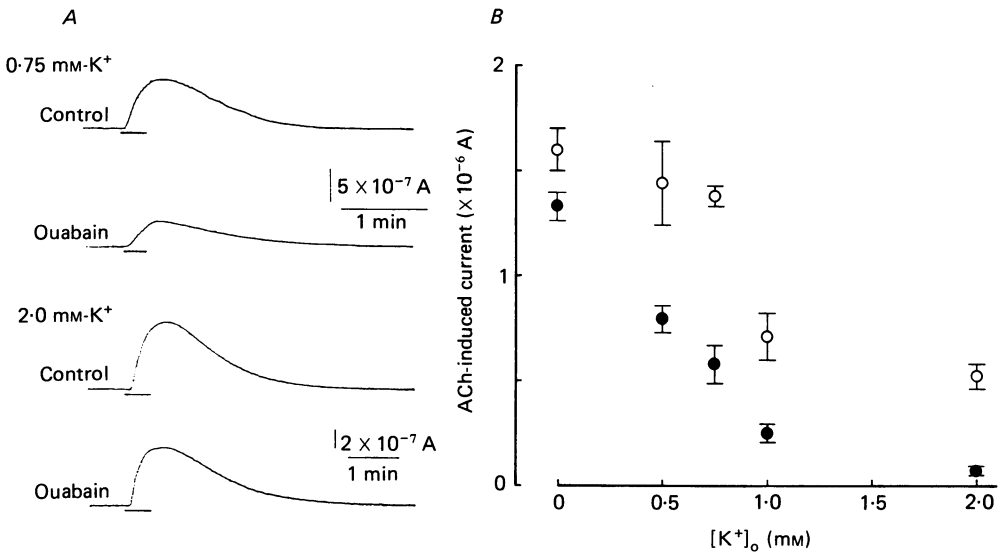 A
0·75 mM-K⁺
Control
5 × 10⁻⁷ A
1 min
Ouabain
2·0 mM-K⁺
Control
2 × 10⁻⁷ A
1 min
Ouabain
B
ACh-induced current (× 10⁻⁶ A)
2
1
0
0
0·5
1·0
1·5
2·0
[K⁺]ₒ (mM)